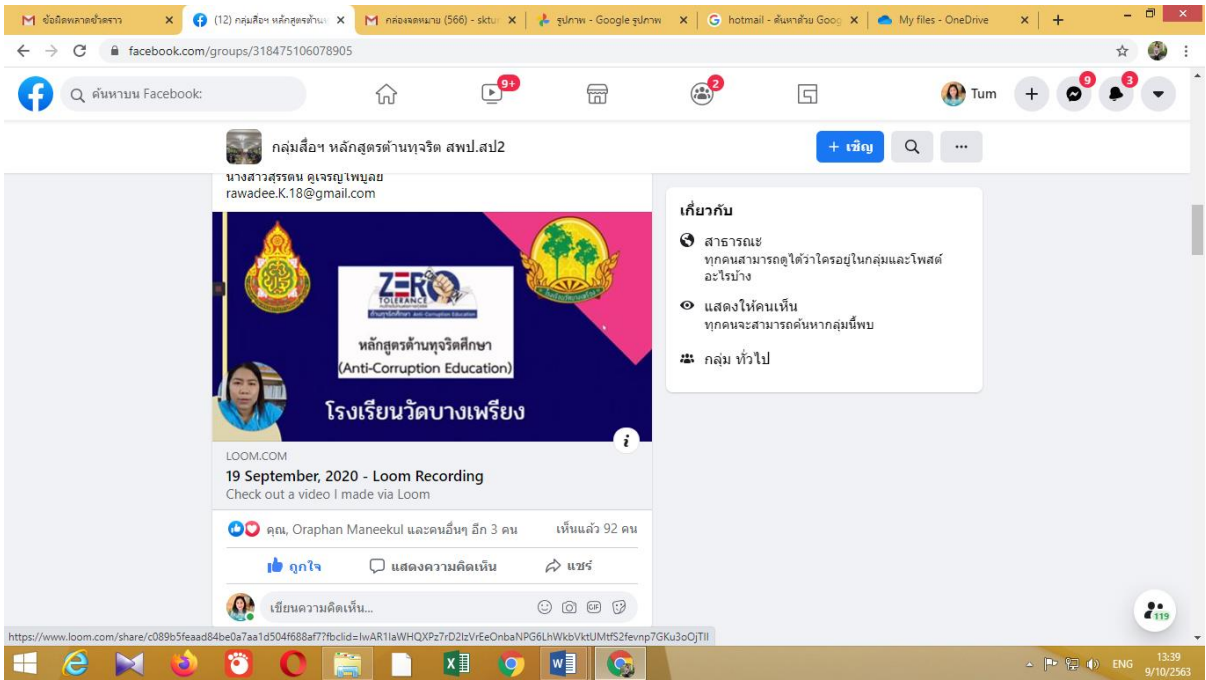 ข้อผิดพลาดชั่วคราว
(12) กลุ่มสื่อฯ หลักสูตรต้าน
กล่องจดหมาย (566) - sktu
รูปภาพ - Google รูปภาพ
hotmail - ค้นหาด้วย Goo
My files - OneDrive
facebook.com/groups/318475106078905
ค้นหาบน Facebook:
9+
2
Tum
9
3
กลุ่มสื่อฯ หลักสูตรต้านทุจริต สพป.สป2
+ เชิญ
rawadee.K.18@gmail.com
ZERO
TOLERANCE
หลักสูตรต้านทุจริตศึกษา
(Anti-Corruption Education)
โรงเรียนวัดบางเพรียง
LOOM.COM
19 September, 2020 - Loom Recording
Check out a video I made via Loom
คุณ, Oraphan Maneekul และคนอื่นๆ อีก 3 คน
เห็นแล้ว 92 คน
ถูกใจ
แสดงความคิดเห็น
แชร์
เขียนความคิดเห็น...
GIF
เกี่ยวกับ
สาธารณะ
ทุกคนสามารถดูได้ว่าใครอยู่ในกลุ่มและโพสต์
อะไรบ้าง
แสดงให้คนเห็น
ทุกคนจะสามารถค้นหากลุ่มนี้พบ
กลุ่ม ทั่วไป
119
ENG
13:39
9/10/2563